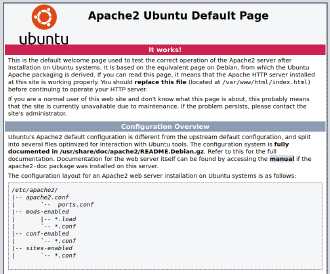 Apache2 Ubuntu Default Page
ubuntu
It works!
This is the default welcome page used to test the correct operation of the Apache2 server after
installation on Ubuntu systems. It is based on the equivalent page on Debian, from which the Ubuntu
Apache packaging is derived. If you can read this page, it means that the Apache HTTP server installed
at this site is working properly. You should replace this file (located at /var/www/html/index.html)
before continuing to operate your HTTP server.
If you are a normal user of this web site and don't know what this page is about, this probably means
that the site is currently unavailable due to maintenance. If the problem persists, please contact the
site's administrator.
Configuration Overview
Ubuntu's Apache2 default configuration is different from the upstream default configuration, and split
into several files optimized for interaction with Ubuntu tools. The configuration system is fully
documented in /usr/share/doc/apache2/README.Debian.gz. Refer to this for the full
documentation. Documentation for the web server itself can be found by accessing the manual if the
apache2-doc package was installed on this server.
The configuration layout for an Apache2 web server installation on Ubuntu systems is as follows:
/etc/apache2/
|-- apache2.conf
|       `--  ports.conf
|-- mods-enabled
|       |-- *.load
|       `-- *.conf
|-- conf-enabled
|       `-- *.conf
|-- sites-enabled
|       `-- *.conf